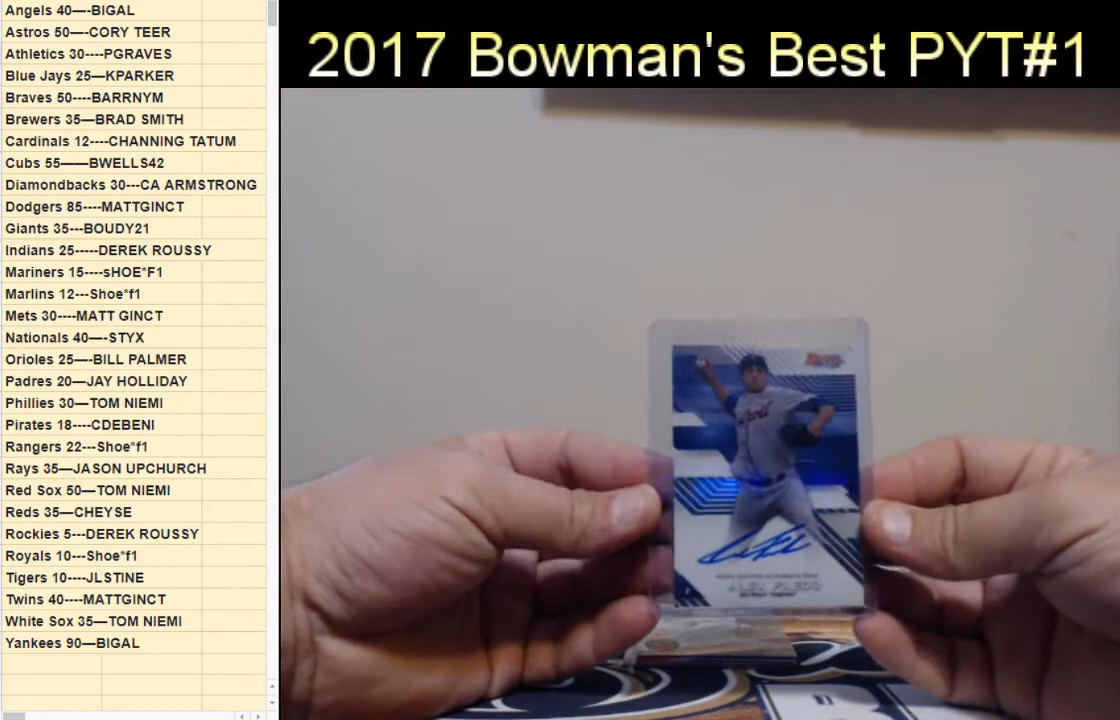 Angels 40—-BIGAL
Astros 50—-CORY TEER
Athletics 30----PGRAVES
Blue Jays 25—KPARKER
Braves 50----BARRNYM
Brewers 35—BRAD SMITH
Cardinals 12----CHANNING TATUM
Cubs 55——BWELLS42
Diamondbacks 30---CA ARMSTRONG
Dodgers 85----MATTGINCT
Giants 35---BOUDY21
Indians 25-----DEREK ROUSSY
Mariners 15----sHOE*F1
Marlins 12---Shoe*f1
Mets 30----MATT GINCT
Nationals 40—-STYX
Orioles 25—-BILL PALMER
Padres 20—JAY HOLLIDAY
Phillies 30—TOM NIEMI
Pirates 18----CDEBENI
Rangers 22---Shoe*f1
Rays 35—JASON UPCHURCH
Red Sox 50—TOM NIEMI
Reds 35—CHEYSE
Rockies 5---DEREK ROUSSY
Royals 10---Shoe*f1
Tigers 10----JLSTINE
Twins 40----MATTGINCT
White Sox 35—TOM NIEMI
Yankees 90—BIGAL
2017 Bowman's Best PYT#1
ALEX FAEDO
DETROIT TIGERS